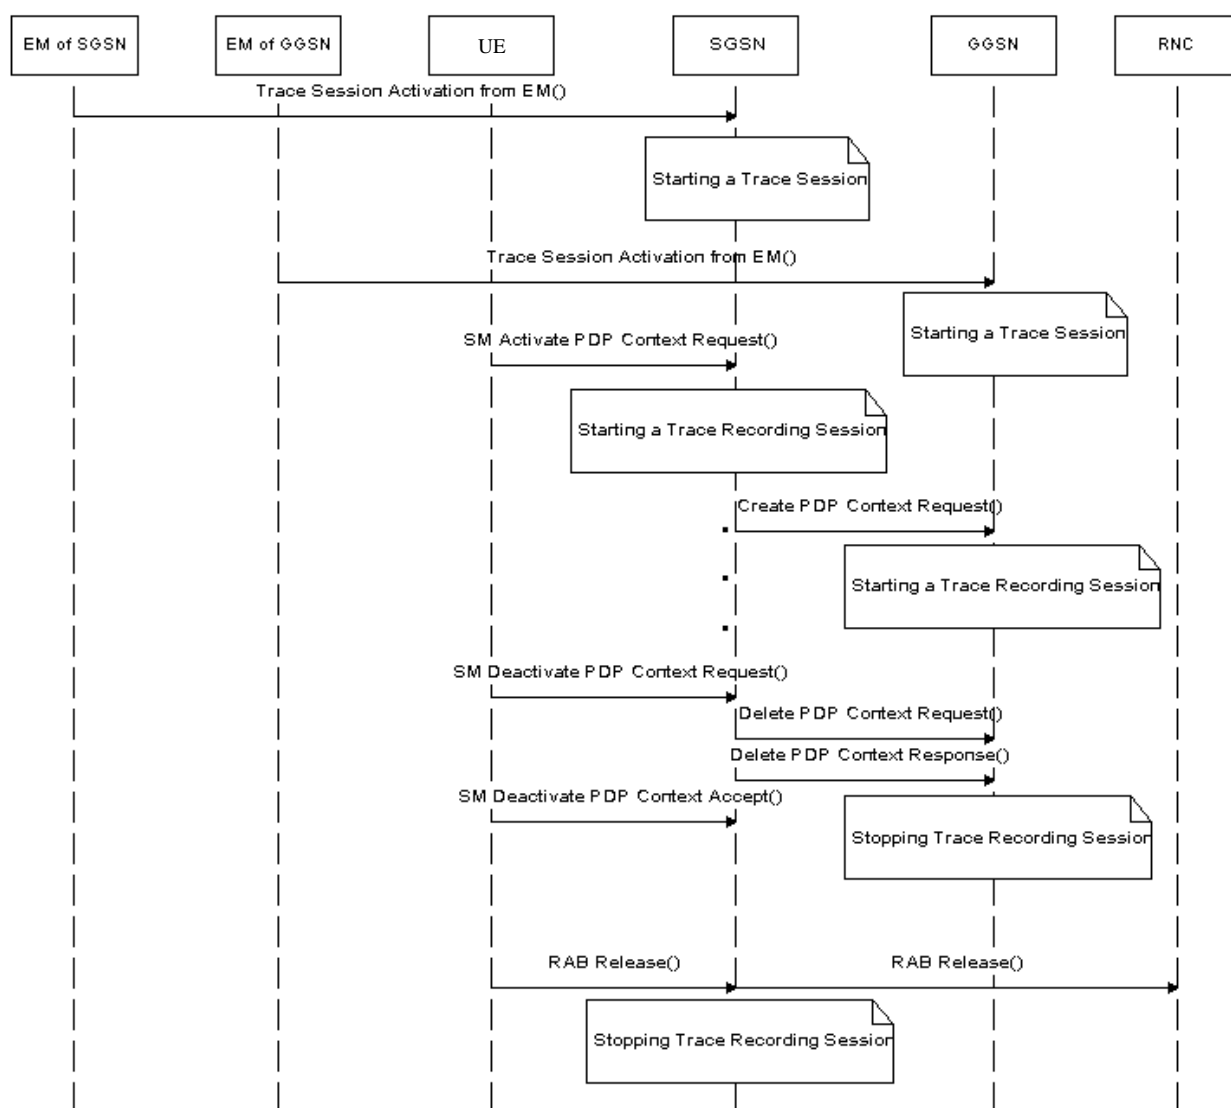 EM of SGSN
EM of GGSN
UE
SGSN
GGSN
RNC
Trace Session Activation from EM()
Starting a Trace Session
Trace Session Activation from EM()
Starting a Trace Session
SM Activate PDP Context Request()
Starting a Trace Recording Session
Create PDP Context Request()
Starting a Trace Recording Session
SM Deactivate PDP Context Request()
Delete PDP Context Request()
Delete PDP Context Response()
SM Deactivate PDP Context Accept()
Stopping Trace Recording Session
RAB Release()
RAB Release()
Stopping Trace Recording Session